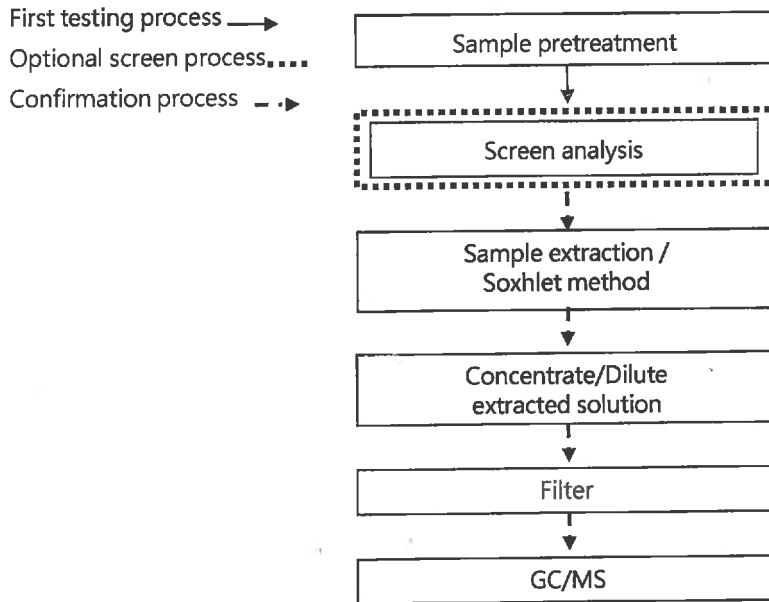 First testing process
Optional screen process
Confirmation process
Sample pretreatment
Screen analysis
Sample extraction /
Soxhlet method
Concentrate/Dilute
extracted solution
Filter
GC/MS